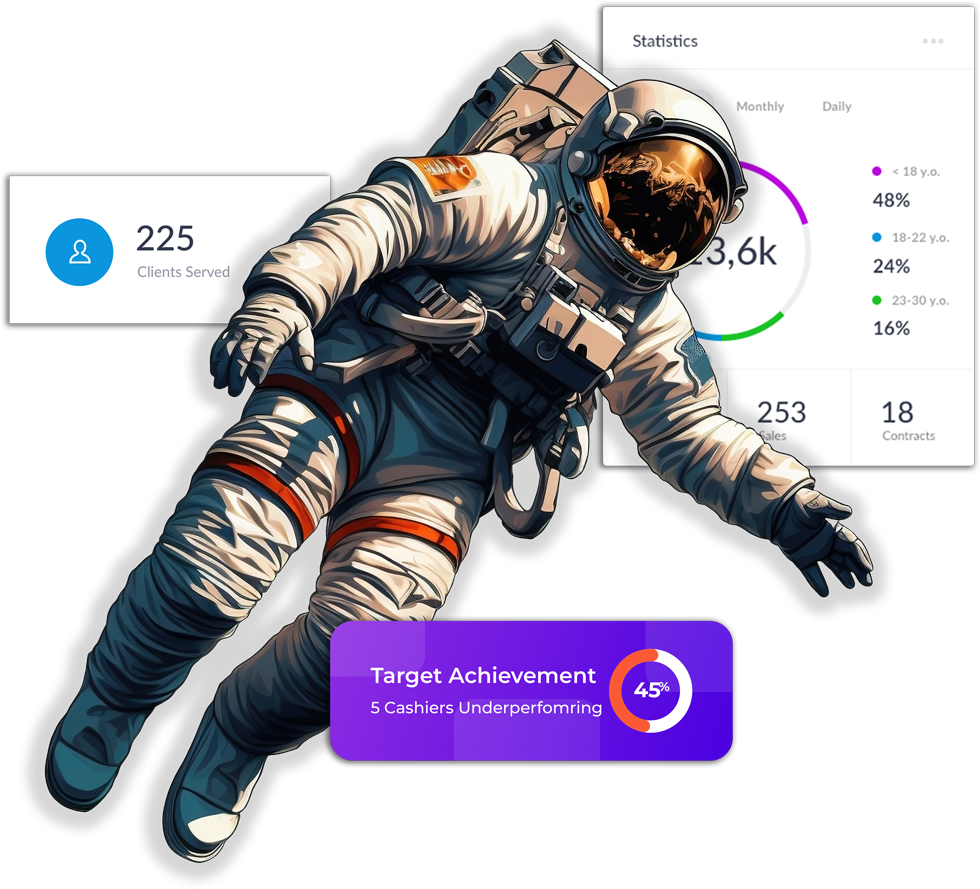 Statistics
Monthly Daily
< 18 y.o.
48%
225
Clients Served
3,6k
18-22 y.o.
24%
23-30 y.o.
16%
253
Sales
18
Contracts
Target Achievement
5 Cashiers Underperfomring
45%